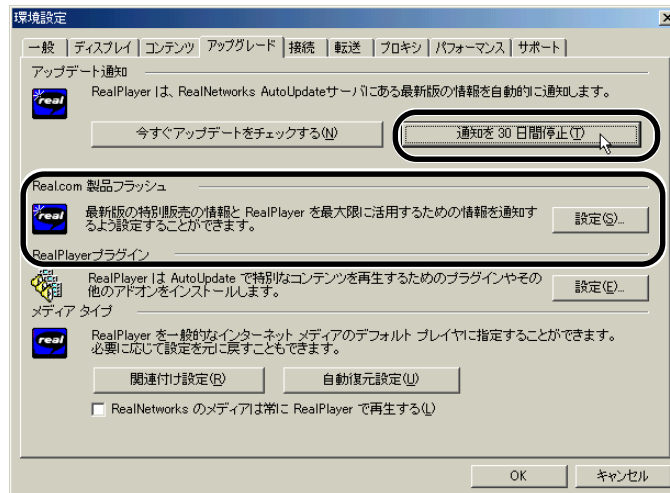 環境設定
一般 ディスプレイ コンテンツ アップグレード 接続 転送 プロキシ パフォーマンス サポート
アップデート通知
real
RealPlayer は、RealNetworks AutoUpdateサーバにある最新版の情報を自動的に通知します。
今すぐアップデートをチェックする(N) 通知を 30 日間停止(T)
Real.com 製品フラッシュ
real
最新版の特別販売の情報と RealPlayer を最大限に活用するための情報を通知す
るよう設定することができます。
設定(S)...
RealPlayerプラグイン
RealPlayer は AutoUpdate で特別なコンテンツを再生するためのプラグインやその
他のアドオンをインストールします。
設定(E)...
メディア タイプ
real
RealPlayer を一般的なインターネット メディアのデフォルト プレイヤに指定することができます。
必要に応じて設定を元に戻すこともできます。
関連付け設定(R) 自動復元設定(U)
RealNetworks のメディアは常に RealPlayer で再生する(L)
OK キャンセル